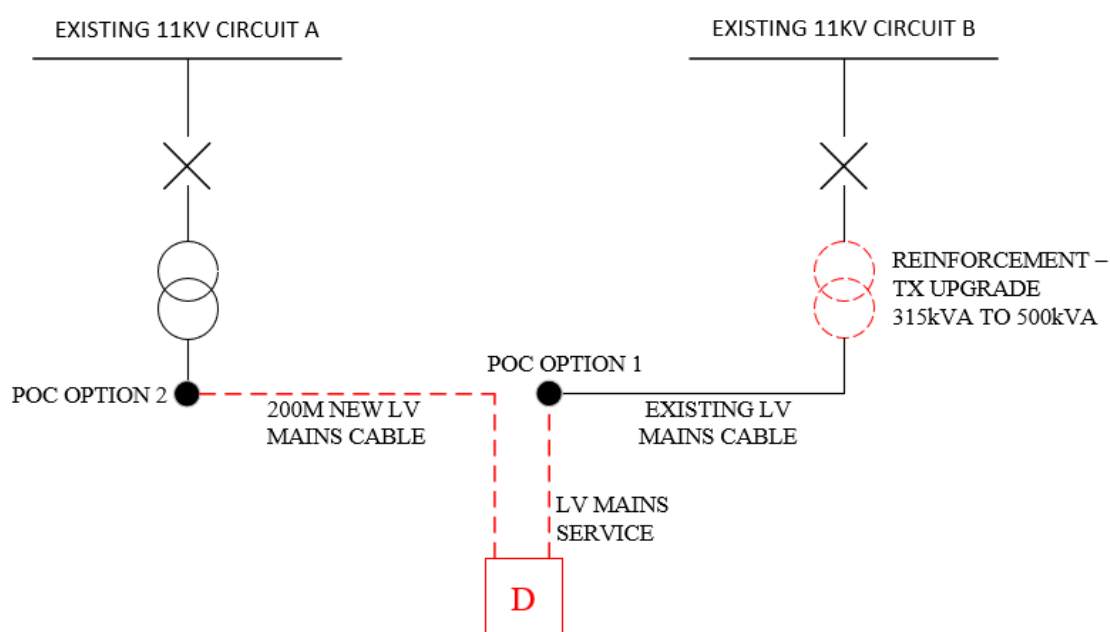 EXISTING 11KV CIRCUIT A
EXISTING 11KV CIRCUIT B
REINFORCEMENT –
TX UPGRADE
315kVA TO 500kVA
POC OPTION 1
POC OPTION 2
200M NEW LV
MAINS CABLE
EXISTING LV
MAINS CABLE
LV MAINS
SERVICE
D